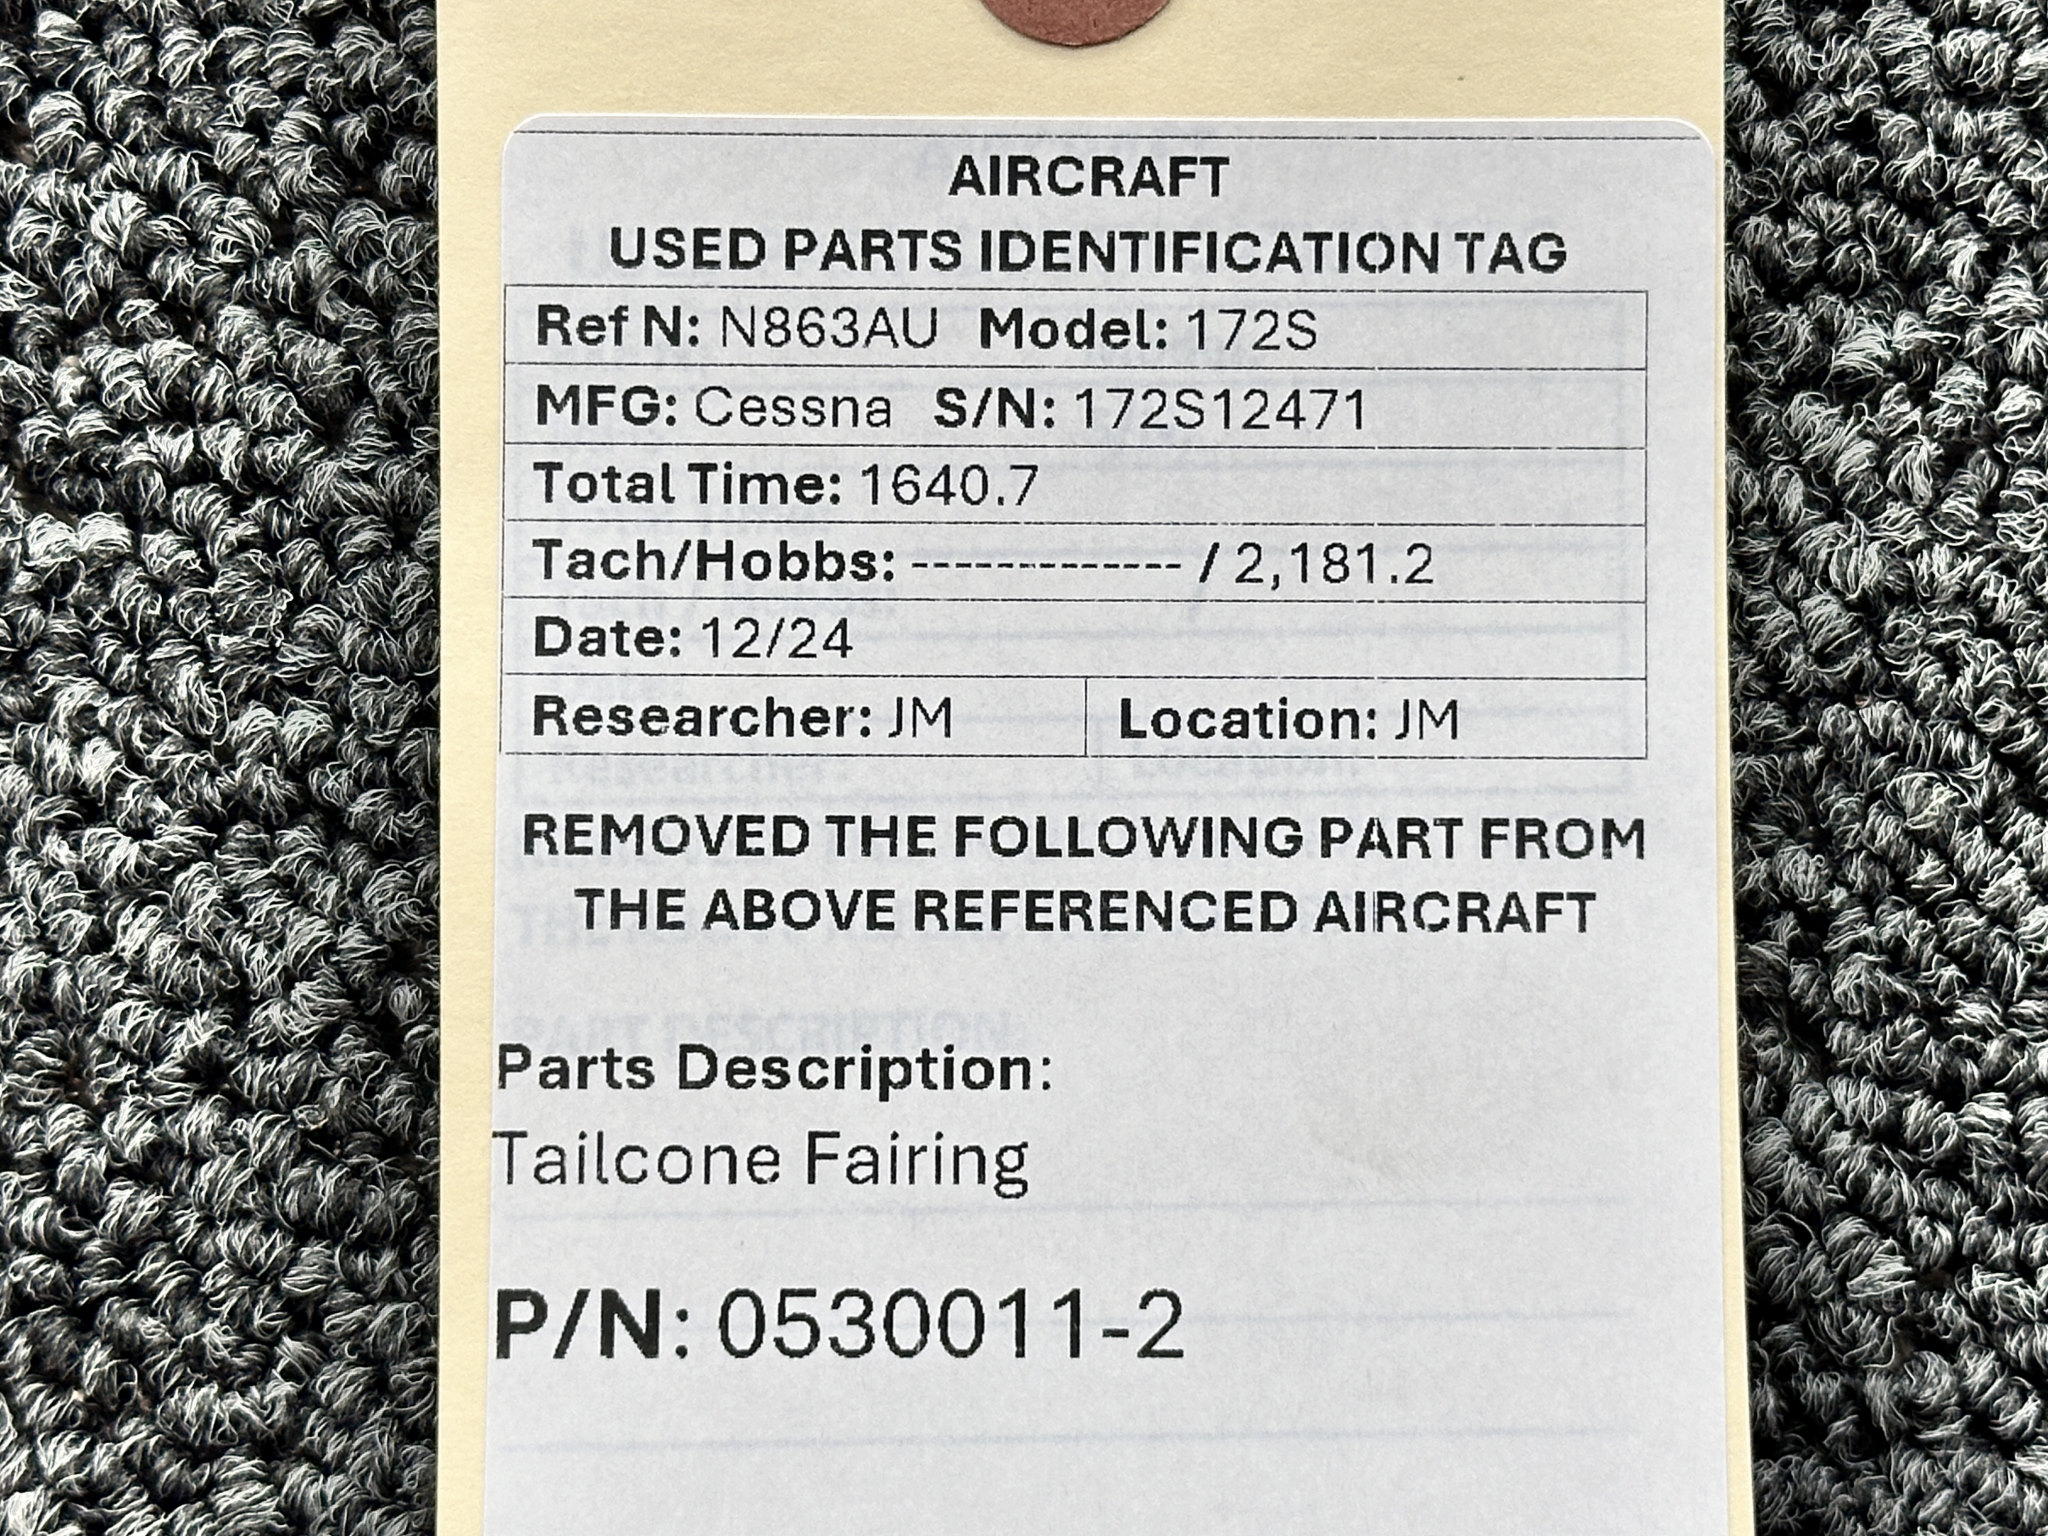 AIRCRAFT
USED PARTS IDENTIFICATION TAG
Ref N: N863AU Model: 172S
MFG: Cessna S/N: 172S12471
Total Time: 1640.7
Tach/Hobbs: ------------- / 2,181.2
Date: 12/24
Researcher: JM Location: JM
REMOVED THE FOLLOWING PART FROM
THE ABOVE REFERENCED AIRCRAFT
Parts Description:
Tailcone Fairing
P/N: 0530011-2